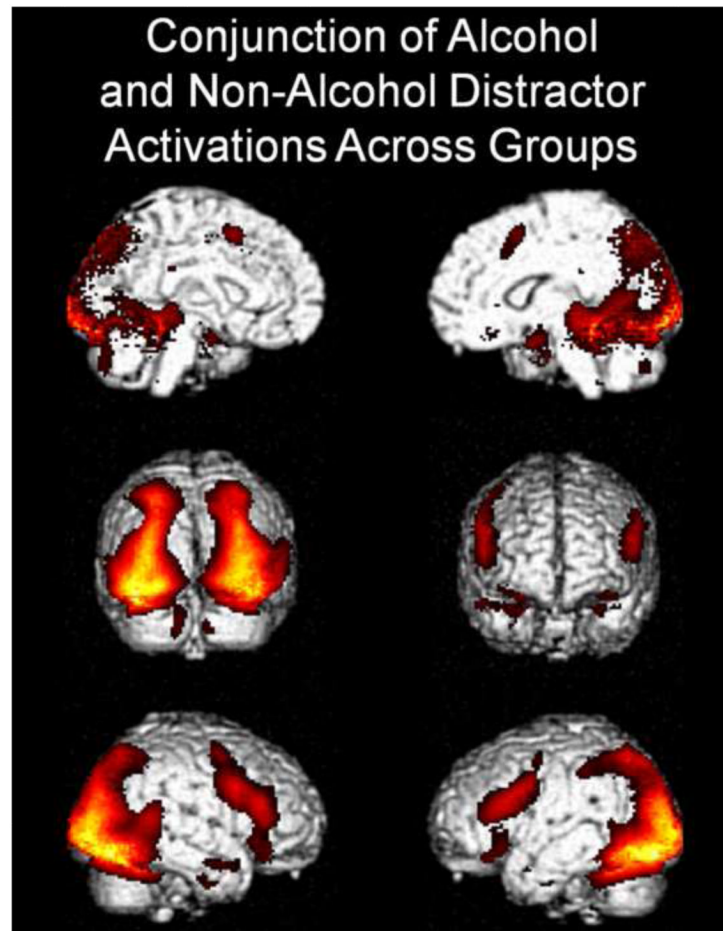 Conjunction of Alcohol
and Non-Alcohol Distractor
Activations Across Groups